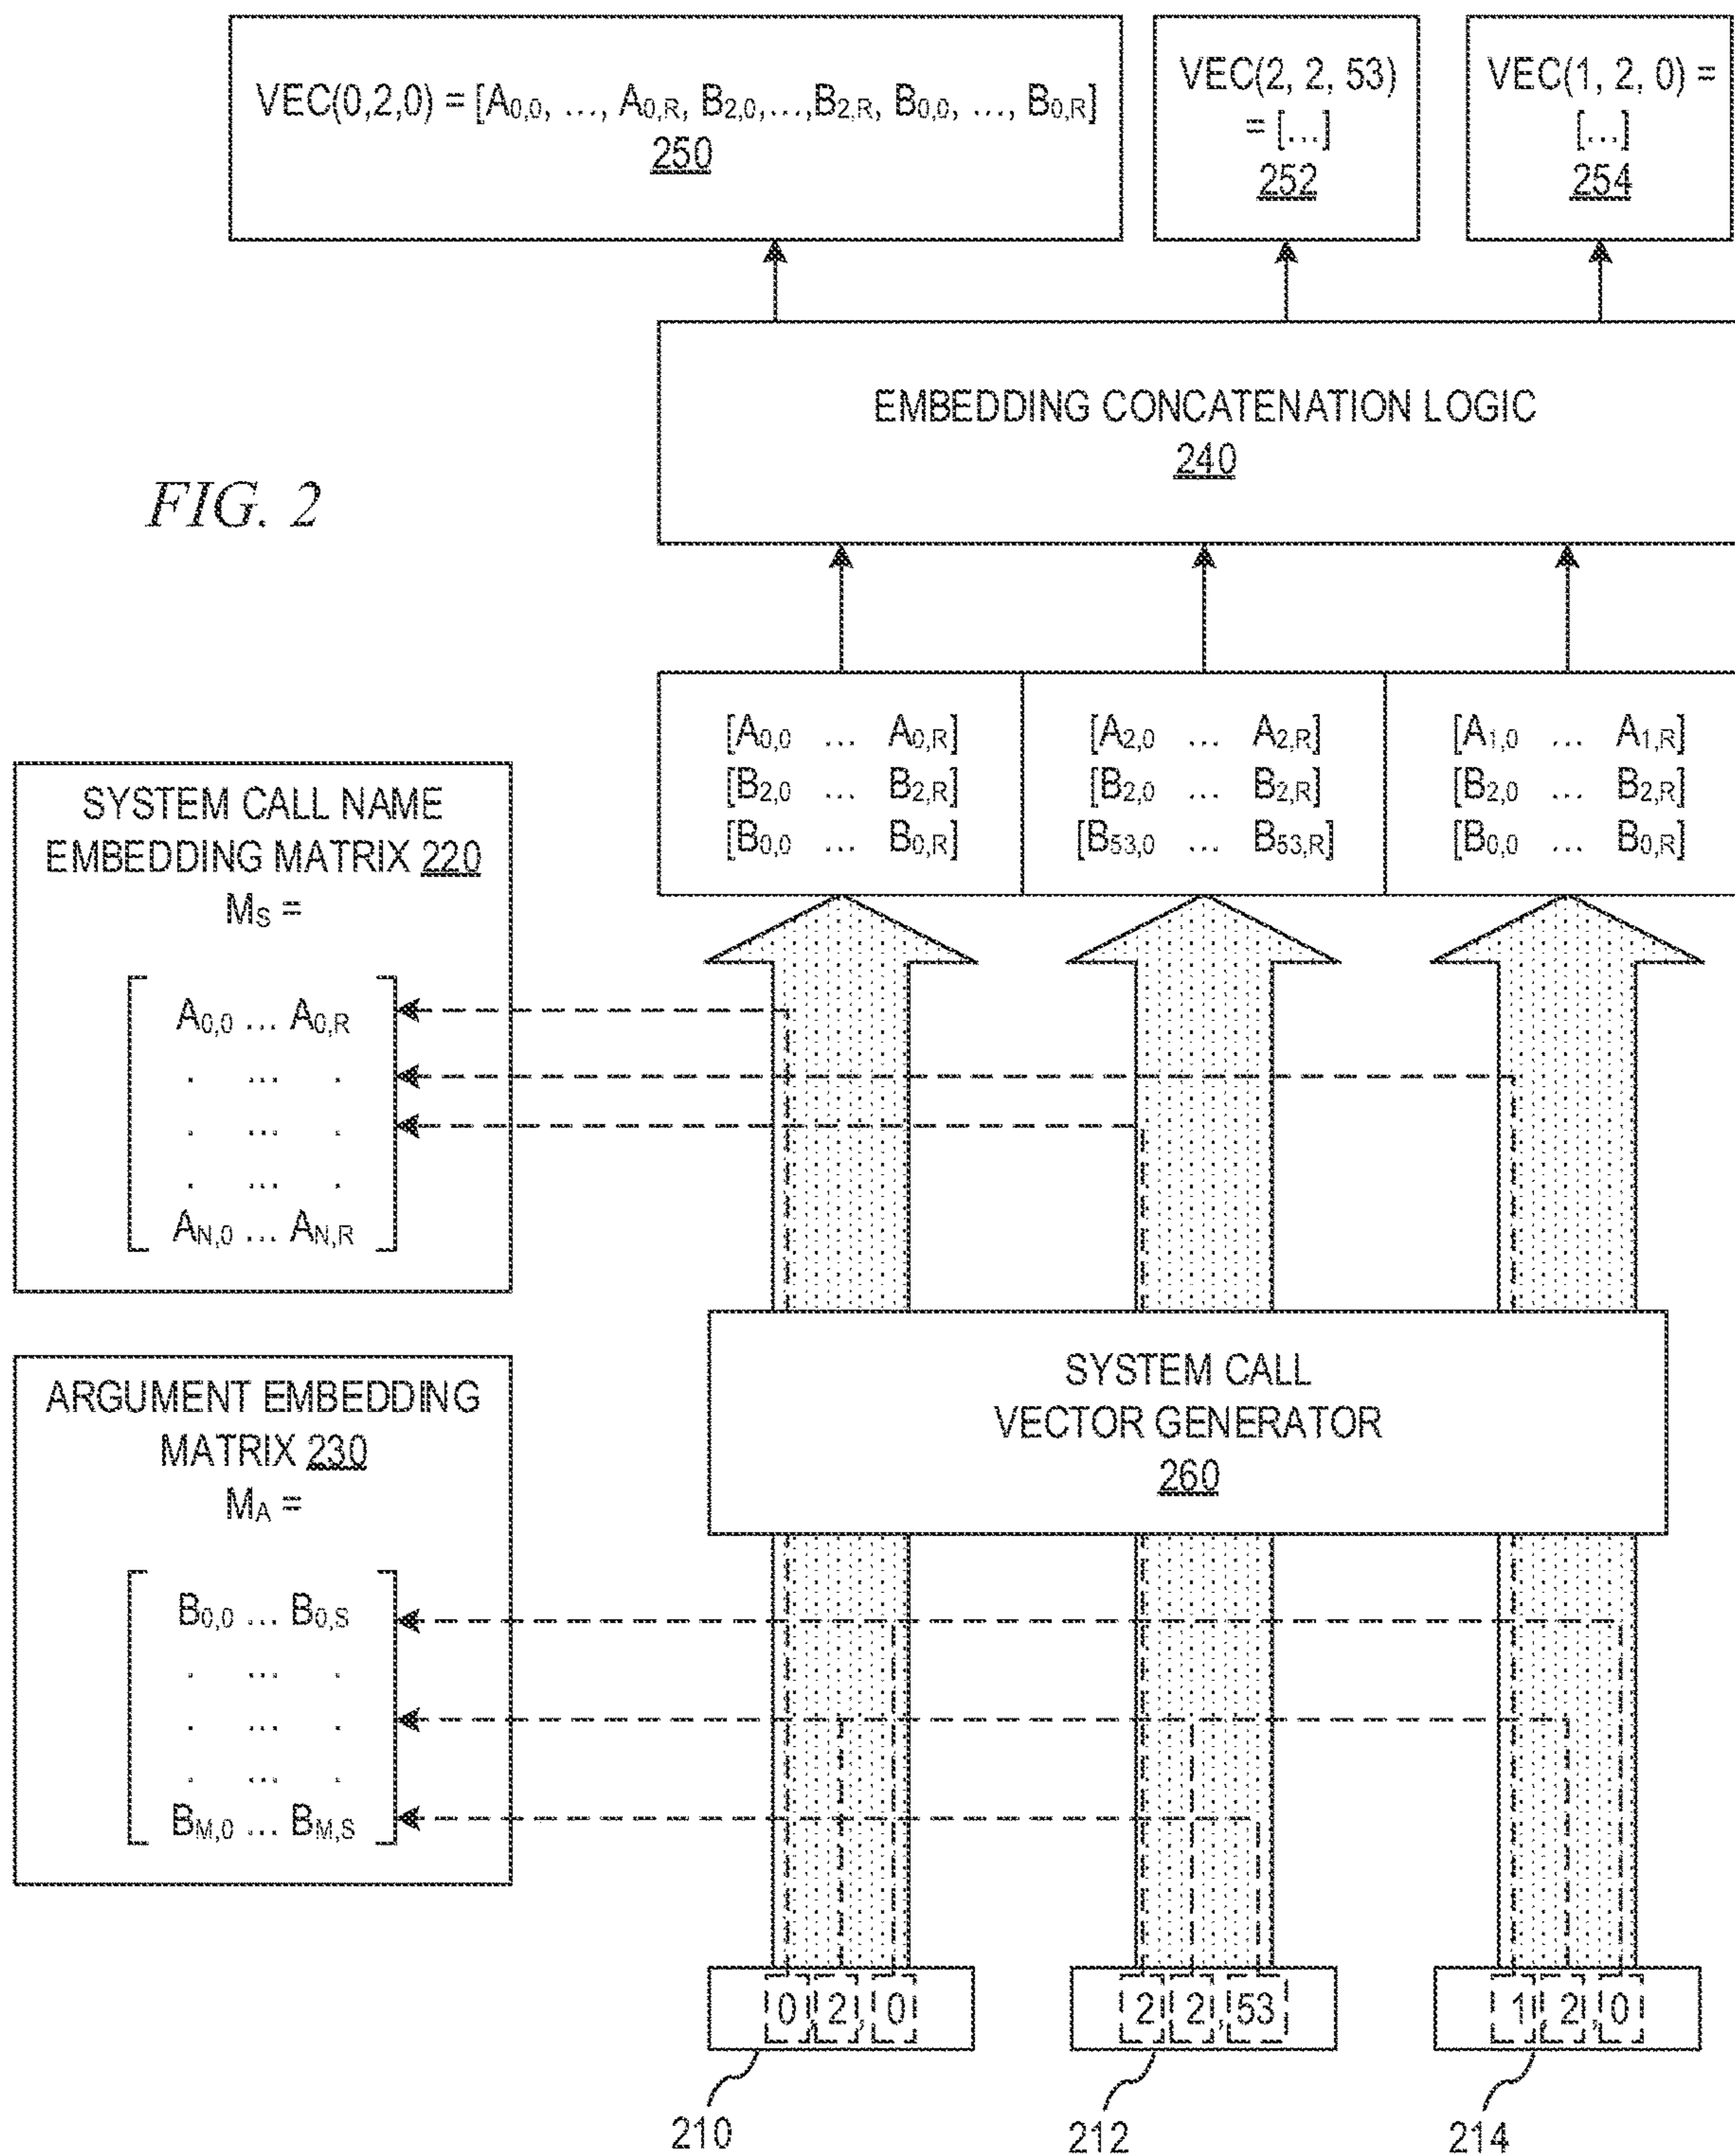 VEC(0,2,0) = [A0,0, ..., A0,R, B2,0,...,B2,R, B0,0, ..., B0,R]
250
VEC(2, 2, 53)
= [...]
252
VEC(1, 2, 0) =
[...]
254
EMBEDDING CONCATENATION LOGIC
240
FIG. 2
[A0,0 ... A0,R]
[B2,0 ... B2,R]
[B0,0 ... B0,R]
[A2,0 ... A2,R]
[B2,0 ... B2,R]
[B53,0 ... B53,R]
[A1,0 ... A1,R]
[B2,0 ... B2,R]
[B0,0 ... B0,R]
SYSTEM CALL NAME
EMBEDDING MATRIX 220
MS =
A0,0 ... A0,R
. ... .
. ... .
. ... .
AN,0 ... AN,R
SYSTEM CALL
VECTOR GENERATOR
260
ARGUMENT EMBEDDING
MATRIX 230
MA =
B0,0 ... B0,S
. ... .
. ... .
. ... .
BM,0 ... BM,S
0, 2, 0
2, 2, 53
1, 2, 0
210
212
214